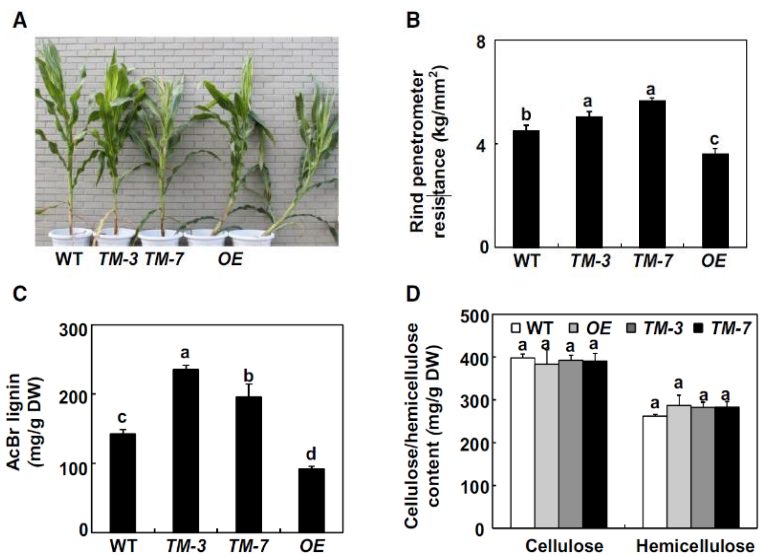 A
WT TM-3 TM-7 OE
B
Rind penetrometer
resistance (kg/mm2)
8
4
0
b
a
a
c
WT TM-3 TM-7 OE
C
AcBr lignin
(mg/g DW)
300
200
100
0
c
a
b
d
WT TM-3 TM-7 OE
D
Cellulose/hemicellulose
content (mg/g DW)
500
400
300
200
100
0
WT OE TM-3 TM-7
a a a a
a a a a
Cellulose Hemicellulose